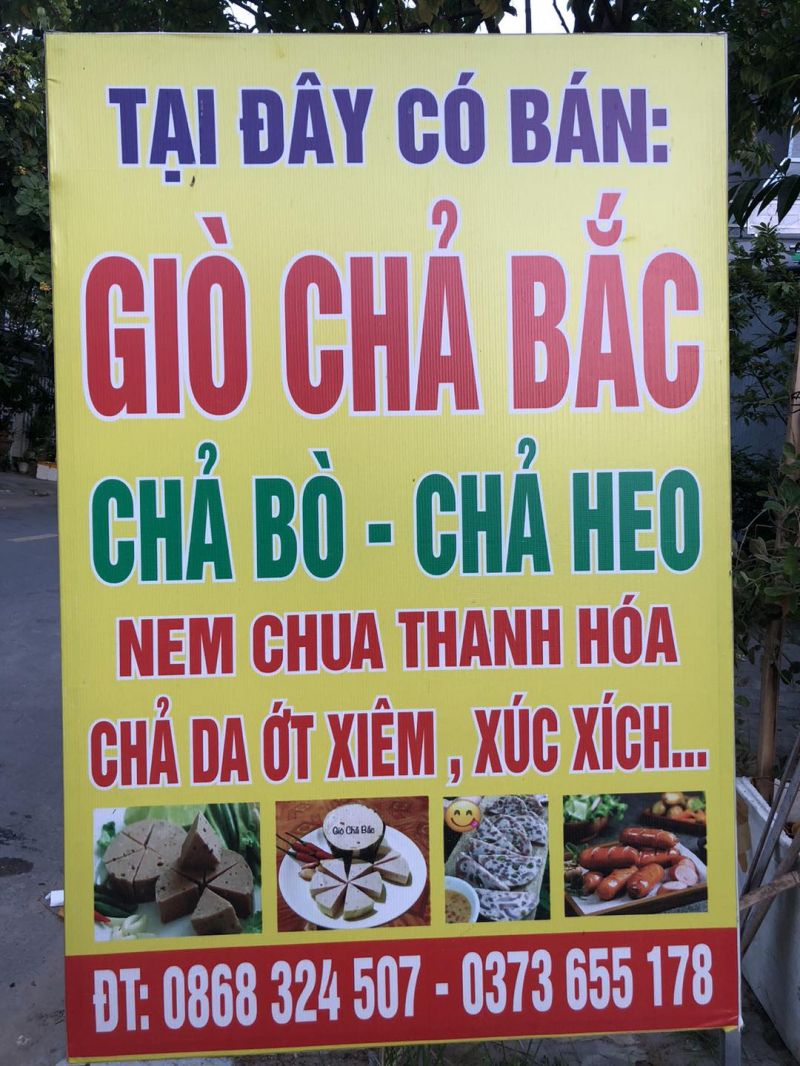 TẠI ĐÂY CÓ BÁN:
GIÒ CHẢ BẮC
CHẢ BÒ - CHẢ HEO
NEM CHUA THANH HÓA
CHẢ DA ỚT XIÊM , XÚC XÍCH...
Giò Chả Bắc
ĐT: 0868 324 507 - 0373 655 178